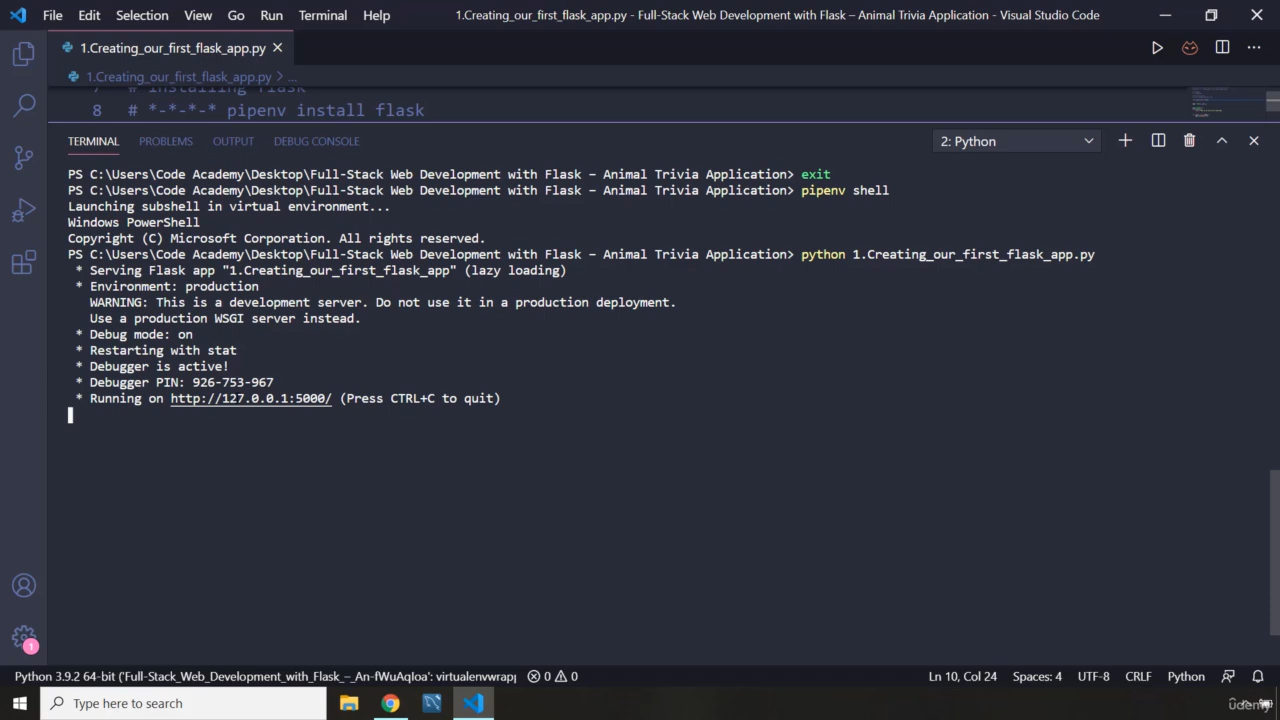 File Edit Selection View Go Run Terminal Help 1.Creating_our_first_flask_app.py - Full-Stack Web Development with Flask – Animal Trivia Application - Visual Studio Code
1.Creating_our_first_flask_app.py
1.Creating_our_first_flask_app.py > ...
7 # installing flask
8 # *-*-*-* pipenv install flask
TERMINAL PROBLEMS OUTPUT DEBUG CONSOLE 2: Python
PS C:\Users\Code Academy\Desktop\Full-Stack Web Development with Flask – Animal Trivia Application> exit
PS C:\Users\Code Academy\Desktop\Full-Stack Web Development with Flask – Animal Trivia Application> pipenv shell
Launching subshell in virtual environment...
Windows PowerShell
Copyright (C) Microsoft Corporation. All rights reserved.
PS C:\Users\Code Academy\Desktop\Full-Stack Web Development with Flask – Animal Trivia Application> python 1.Creating_our_first_flask_app.py
* Serving Flask app "1.Creating_our_first_flask_app" (lazy loading)
* Environment: production
WARNING: This is a development server. Do not use it in a production deployment.
Use a production WSGI server instead.
* Debug mode: on
* Restarting with stat
* Debugger is active!
* Debugger PIN: 926-753-967
* Running on http://127.0.0.1:5000/ (Press CTRL+C to quit)
1
Python 3.9.2 64-bit ('Full-Stack_Web_Development_with_Flask_–_An-fWuAqIoa': virtualenvwrapp 0 0 Ln 10, Col 24 Spaces: 4 UTF-8 CRLF Python
Type here to search
udemy